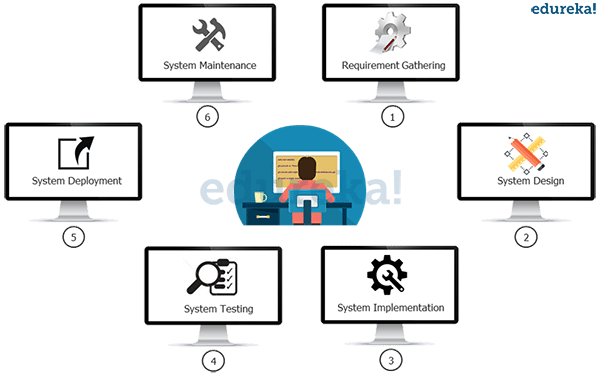 edureka!
System Maintenance
6
Requirement Gathering
1
System Deployment
5
edureka!
System Design
2
System Testing
4
System Implementation
3